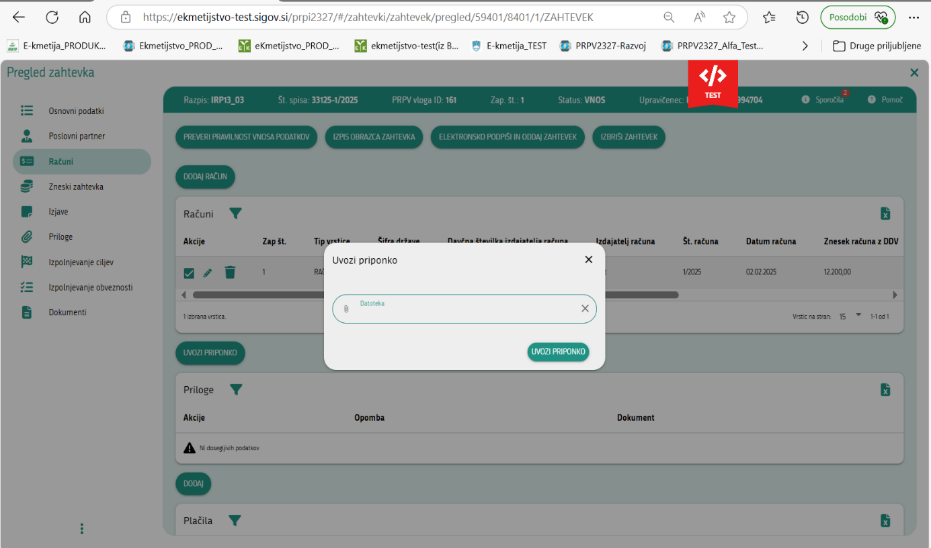 https://ekmetijstvo-test.sigov.si/prpi2327/#/zahtevki/zahtevek/pregled/59401/8401/1/ZAHTEVEK
Posodobi
E-kmetija_PRODUK...
Ekmetijstvo_PROD_...
eKmetijstvo_PROD_...
ekmetijstvo-test(iz B...
E-kmetija_TEST
PRPV2327-Razvoj
PRPV2327_Alfa_Test...
Druge priljubljene
Pregled zahtevka
TEST
Razpis: IRP13_03
Št. spisa: 33125-1/2025
PRPV vloga ID: 161
Zap. št.: 1
Status: VNOS
Upravičenec:
994704
Sporočila
2
Pomoč
Osnovni podatki
Poslovni partner
Računi
Zneski zahtevka
Izjave
Priloge
Izpolnjevanje ciljev
Izpolnjevanje obveznosti
Dokumenti
PREVERI PRAVILNOST VNOSA PODATKOV
IZPIS OBRAZCA ZAHTEVKA
ELEKTRONSKO PODPIŠI IN ODDAJ ZAHTEVEK
IZBRIŠI ZAHTEVEK
DODAJ RAČUN
Računi
Akcije
Zap št.
Tip vrstice
Šifra države
Davčna številka izdajatelja računa
Izdajatelj računa
Št. računa
Datum računa
Znesek računa z DDV
1
1/2025
02.02.2025
12.200,00
1 izbrana vrstica.
Vrstic na stran:
15
1-1 od 1
Uvozi priponko
Datoteka
UVOZI PRIPONKO
UVOZI PRIPONKO
Priloge
Akcije
Opomba
Dokument
Ni dosegljivih podatkov
DODAJ
Plačila